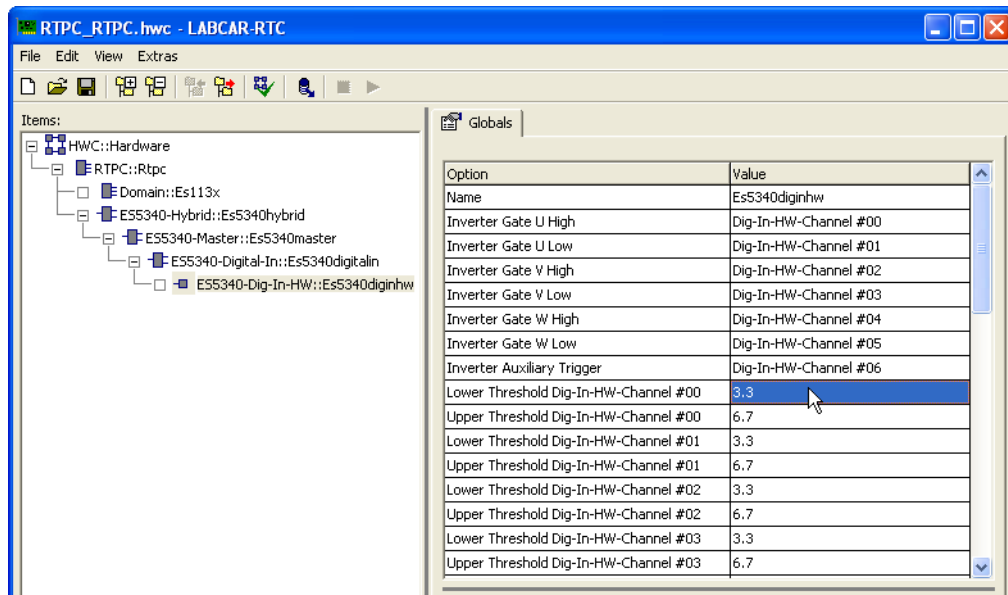 RTPC_RTPC.hwc - LABCAR-RTC
File Edit View Extras
Items:
HWC::Hardware
RTPC::Rtpc
Domain::Es113x
ES5340-Hybrid::Es5340hybrid
ES5340-Master::Es5340master
ES5340-Digital-In::Es5340digitalin
ES5340-Dig-In-HW::Es5340diginhw
Globals
Option Value
Name Es5340diginhw
Inverter Gate U High Dig-In-HW-Channel #00
Inverter Gate U Low Dig-In-HW-Channel #01
Inverter Gate V High Dig-In-HW-Channel #02
Inverter Gate V Low Dig-In-HW-Channel #03
Inverter Gate W High Dig-In-HW-Channel #04
Inverter Gate W Low Dig-In-HW-Channel #05
Inverter Auxiliary Trigger Dig-In-HW-Channel #06
Lower Threshold Dig-In-HW-Channel #00 3.3
Upper Threshold Dig-In-HW-Channel #00 6.7
Lower Threshold Dig-In-HW-Channel #01 3.3
Upper Threshold Dig-In-HW-Channel #01 6.7
Lower Threshold Dig-In-HW-Channel #02 3.3
Upper Threshold Dig-In-HW-Channel #02 6.7
Lower Threshold Dig-In-HW-Channel #03 3.3
Upper Threshold Dig-In-HW-Channel #03 6.7